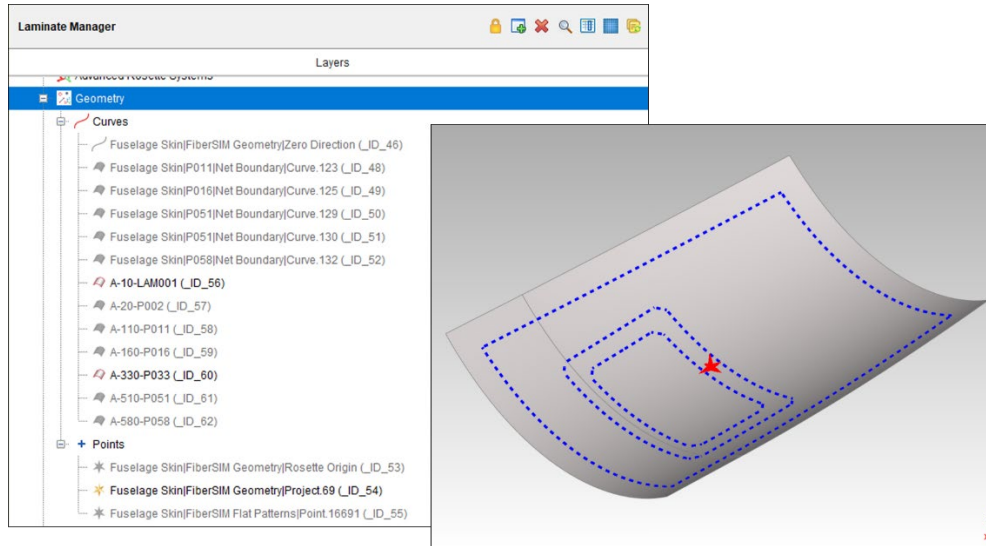 Laminate Manager
Layers
Advanced Rosette Systems
Geometry
Curves
Fuselage Skin|FiberSIM Geometry|Zero Direction (_ID_46)
Fuselage Skin|P011|Net Boundary|Curve.123 (_ID_48)
Fuselage Skin|P016|Net Boundary|Curve.125 (_ID_49)
Fuselage Skin|P051|Net Boundary|Curve.129 (_ID_50)
Fuselage Skin|P051|Net Boundary|Curve.130 (_ID_51)
Fuselage Skin|P058|Net Boundary|Curve.132 (_ID_52)
A-10-LAM001 (_ID_56)
A-20-P002 (_ID_57)
A-110-P011 (_ID_58)
A-160-P016 (_ID_59)
A-330-P033 (_ID_60)
A-510-P051 (_ID_61)
A-580-P058 (_ID_62)
Points
Fuselage Skin|FiberSIM Geometry|Rosette Origin (_ID_53)
Fuselage Skin|FiberSIM Geometry|Project.69 (_ID_54)
Fuselage Skin|FiberSIM Flat Patterns|Point.16691 (_ID_55)